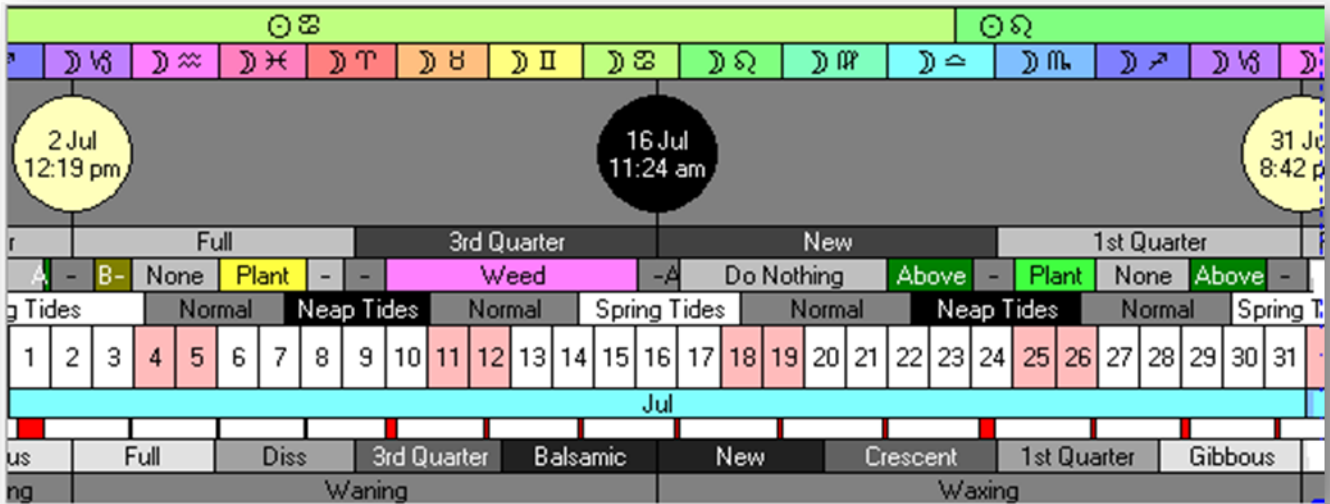 ☉ ♋ ☉ ♌
☽ ♑ ☽ ♒ ☽ ♓ ☽ ♈ ☽ ♉ ☽ ♊ ☽ ♋ ☽ ♌ ☽ ♍ ☽ ♎ ☽ ♏ ☽ ♐ ☽ ♑ ☽
2 Jul 16 Jul 31 Ju
12:19 pm 11:24 am 8:42 p
r Full 3rd Quarter New 1st Quarter
A - B- None Plant - - Weed -A Do Nothing Above - Plant None Above -
g Tides Normal Neap Tides Normal Spring Tides Normal Neap Tides Normal Spring T
1 2 3 4 5 6 7 8 9 10 11 12 13 14 15 16 17 18 19 20 21 22 23 24 25 26 27 28 29 30 31
Jul
us Full Diss 3rd Quarter Balsamic New Crescent 1st Quarter Gibbous
ng Waning Waxing